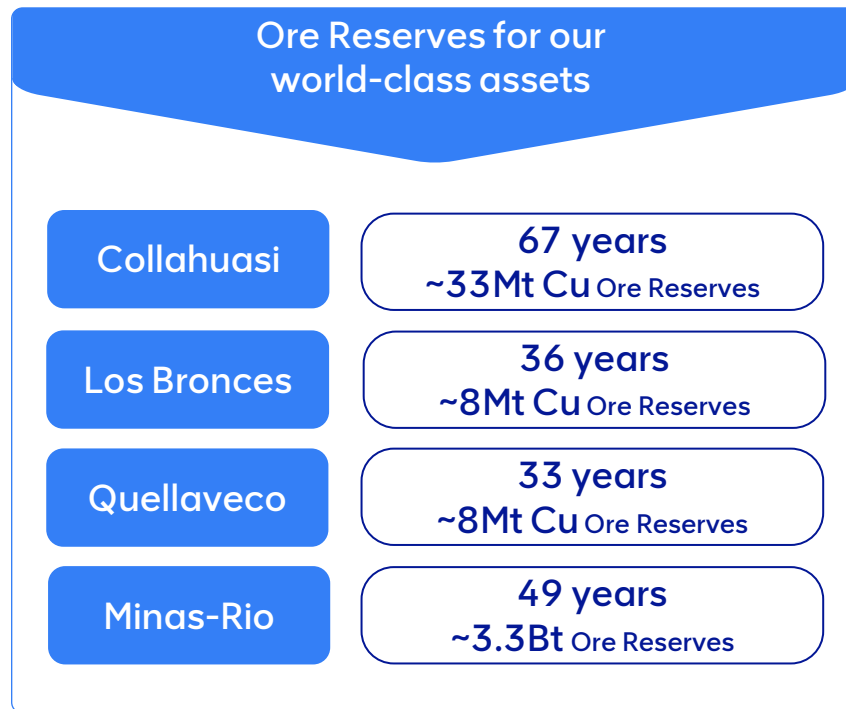 Ore Reserves for our
world-class assets
Collahuasi
67 years
~33Mt Cu Ore Reserves
Los Bronces
36 years
~8Mt Cu Ore Reserves
Quellaveco
33 years
~8Mt Cu Ore Reserves
Minas-Rio
49 years
~3.3Bt Ore Reserves